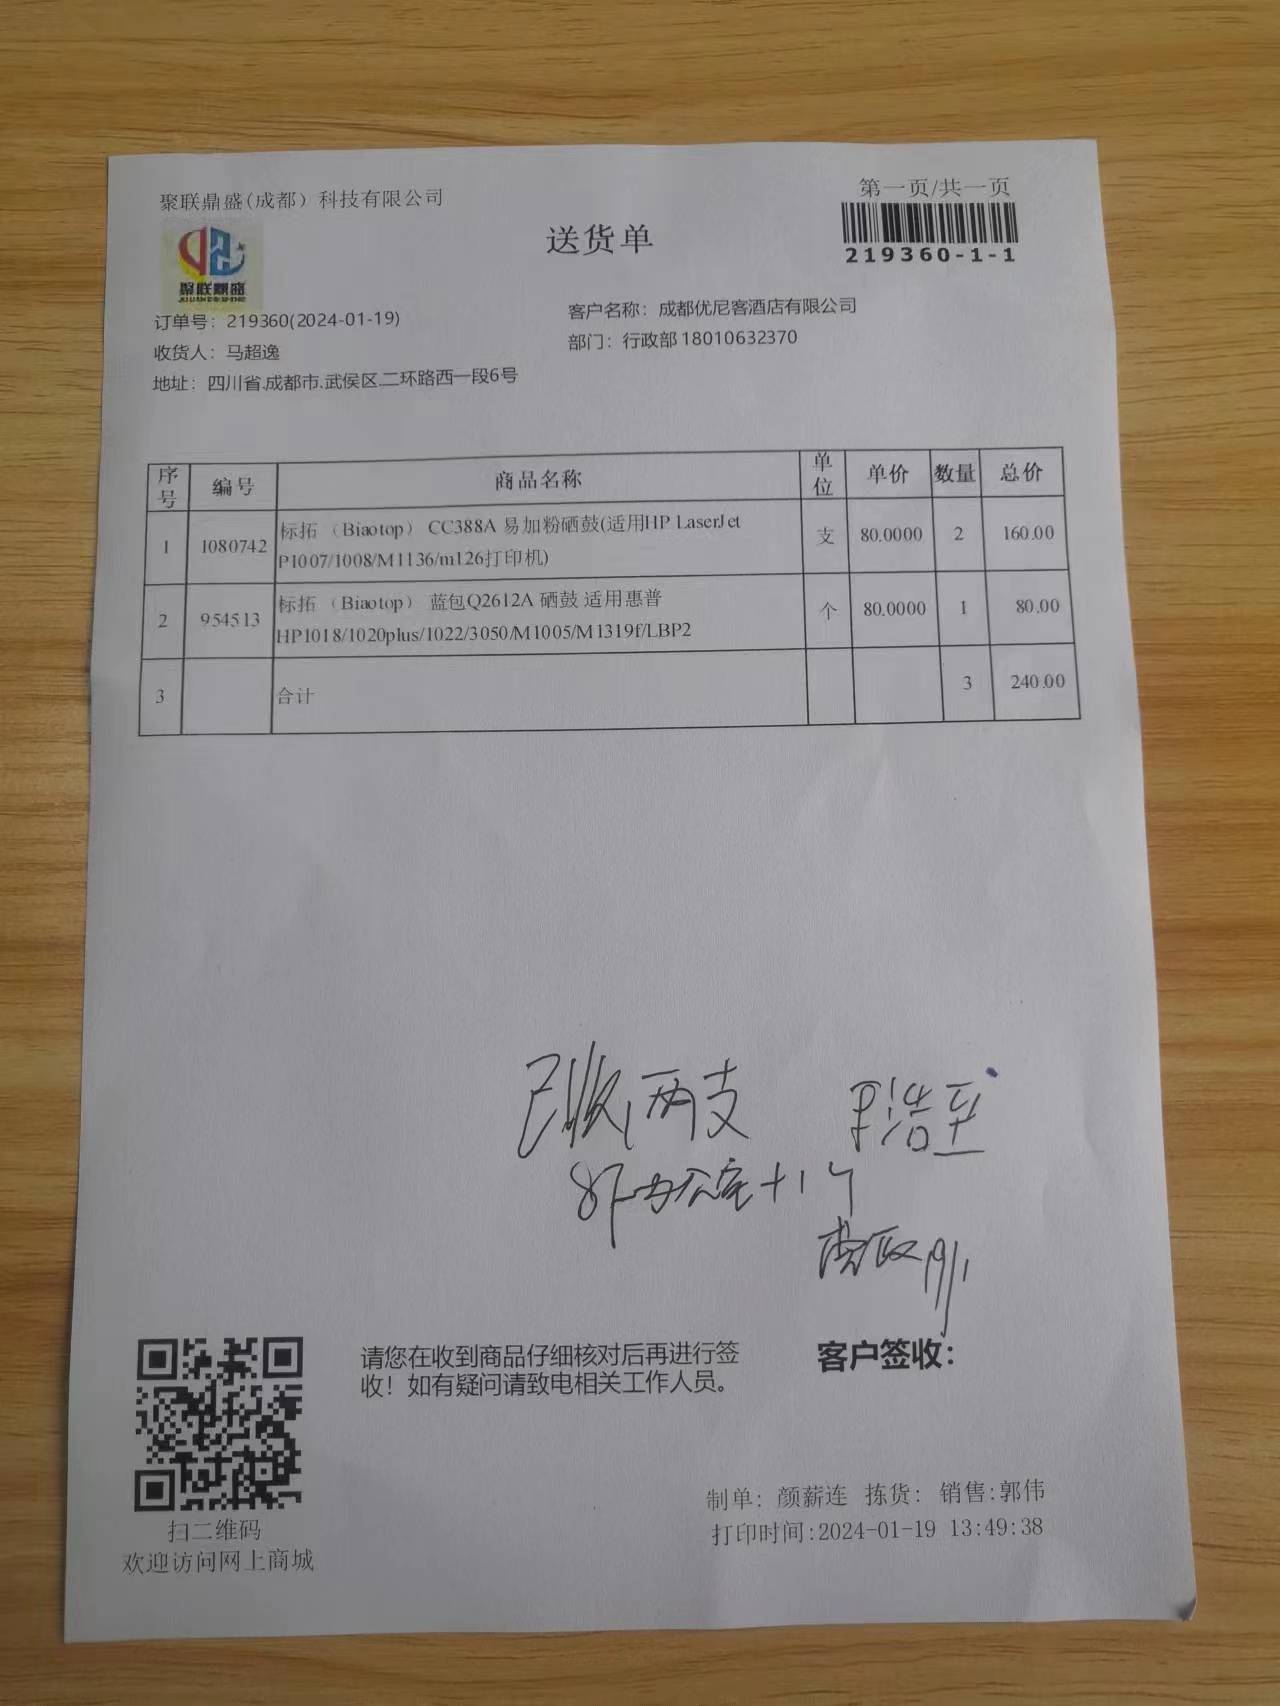 聚联鼎盛(成都）科技有限公司
第一页/共一页
送货单
219360-1-1
聚联鼎盛
订单号：219360(2024-01-19)
客户名称：成都优尼客酒店有限公司
收货人：马超逸
部门：行政部 18010632370
地址：四川省.成都市.武侯区.二环路西一段6号
序号 编号 商品名称 单位 单价 数量 总价
1 1080742 标拓 （Biaotop） CC388A 易加粉硒鼓(适用HP LaserJet 支 80.0000 2 160.00
P1007/1008/M1136/m126打印机)
2 954513 标拓 （Biaotop） 蓝包Q2612A 硒鼓 适用惠普 个 80.0000 1 80.00
HP1018/1020plus/1022/3050/M1005/M1319f/LBP2
3 合计 3 240.00
已收两支
8F办公室+1个
19/1
请您在收到商品仔细核对后再进行签
收！如有疑问请致电相关工作人员。
客户签收：
扫二维码
欢迎访问网上商城
制单: 颜薪连 拣货: 销售:郭伟
打印时间:2024-01-19 13:49:38